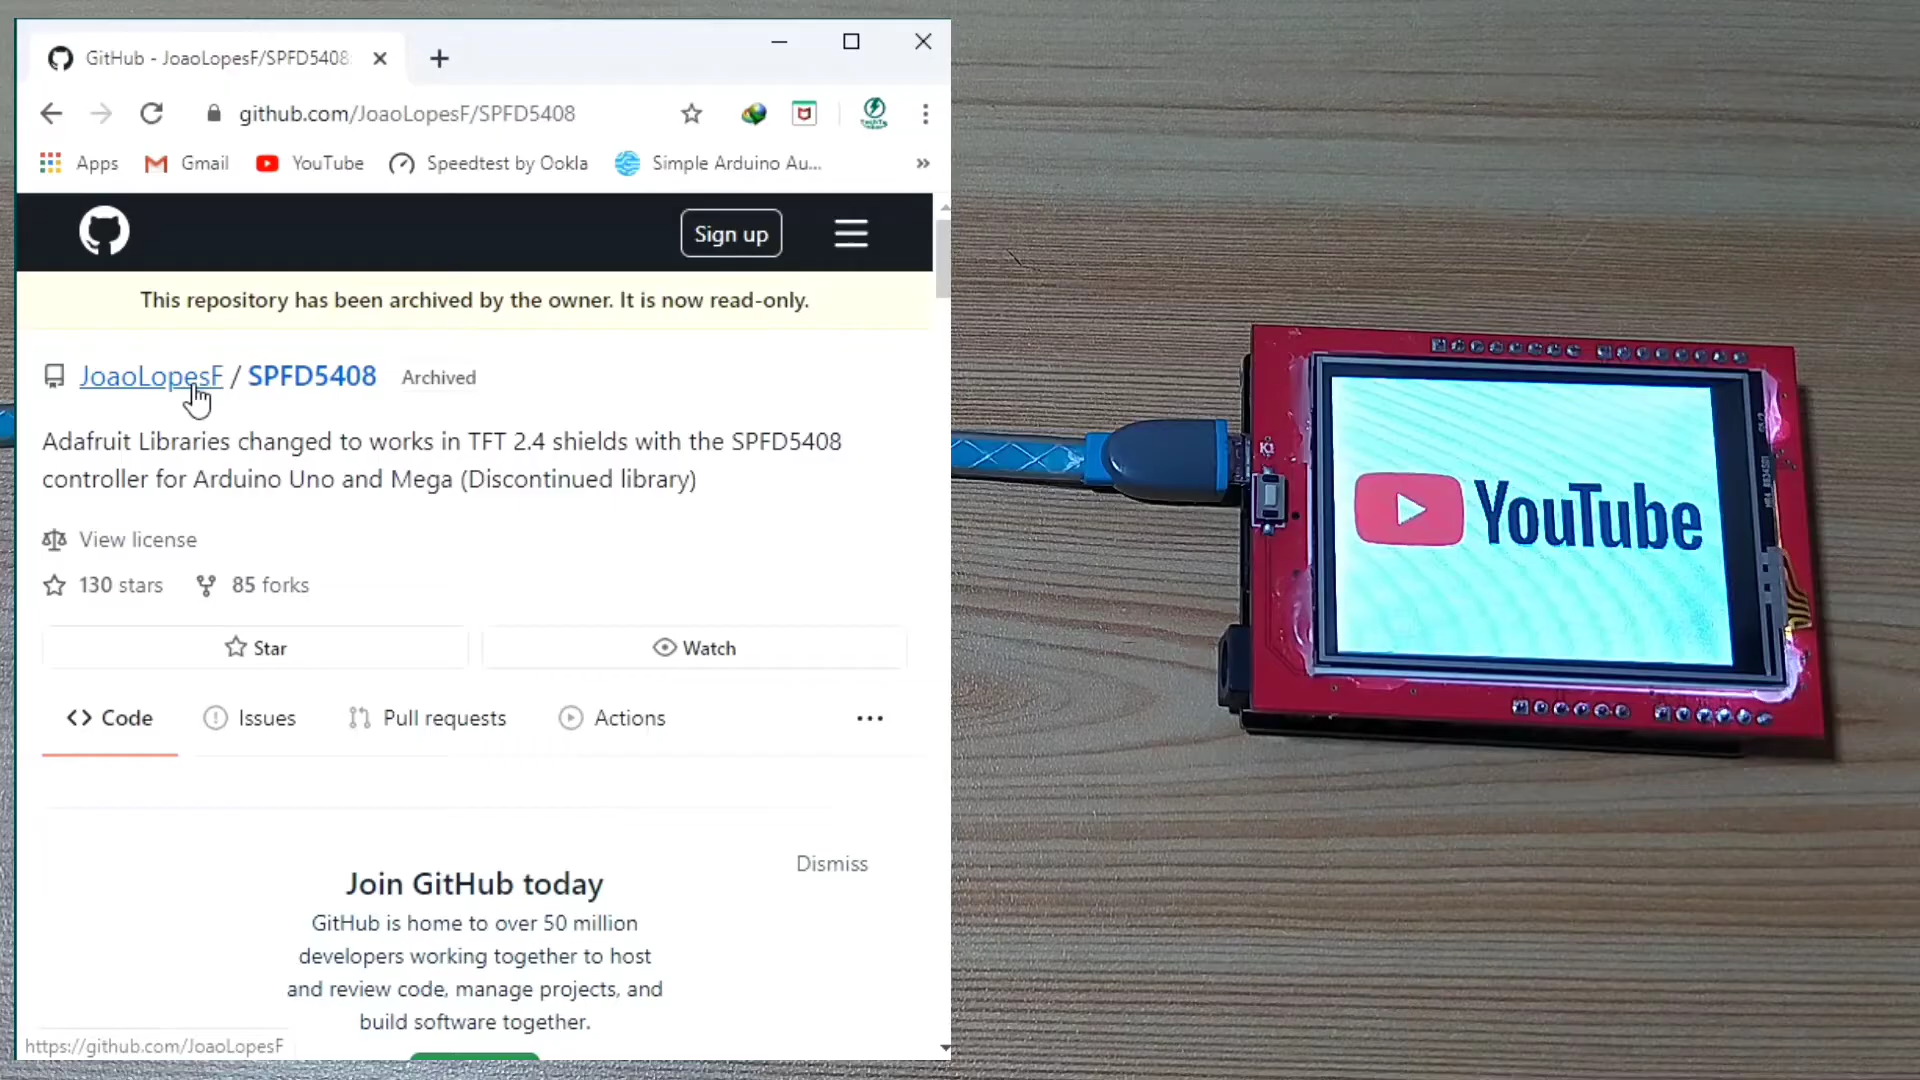 GitHub - JoaoLopesF/SPFD5408:
github.com/JoaoLopesF/SPFD5408
Apps Gmail YouTube Speedtest by Ookla Simple Arduino Au... »
Sign up
This repository has been archived by the owner. It is now read-only.
JoaoLopesF / SPFD5408 Archived
Adafruit Libraries changed to works in TFT 2.4 shields with the SPFD5408
controller for Arduino Uno and Mega (Discontinued library)
View license
130 stars 85 forks
Star Watch
Code Issues Pull requests Actions
Dismiss
Join GitHub today
GitHub is home to over 50 million
developers working together to host
and review code, manage projects, and
build software together.
https://github.com/JoaoLopesF
K1
YouTube